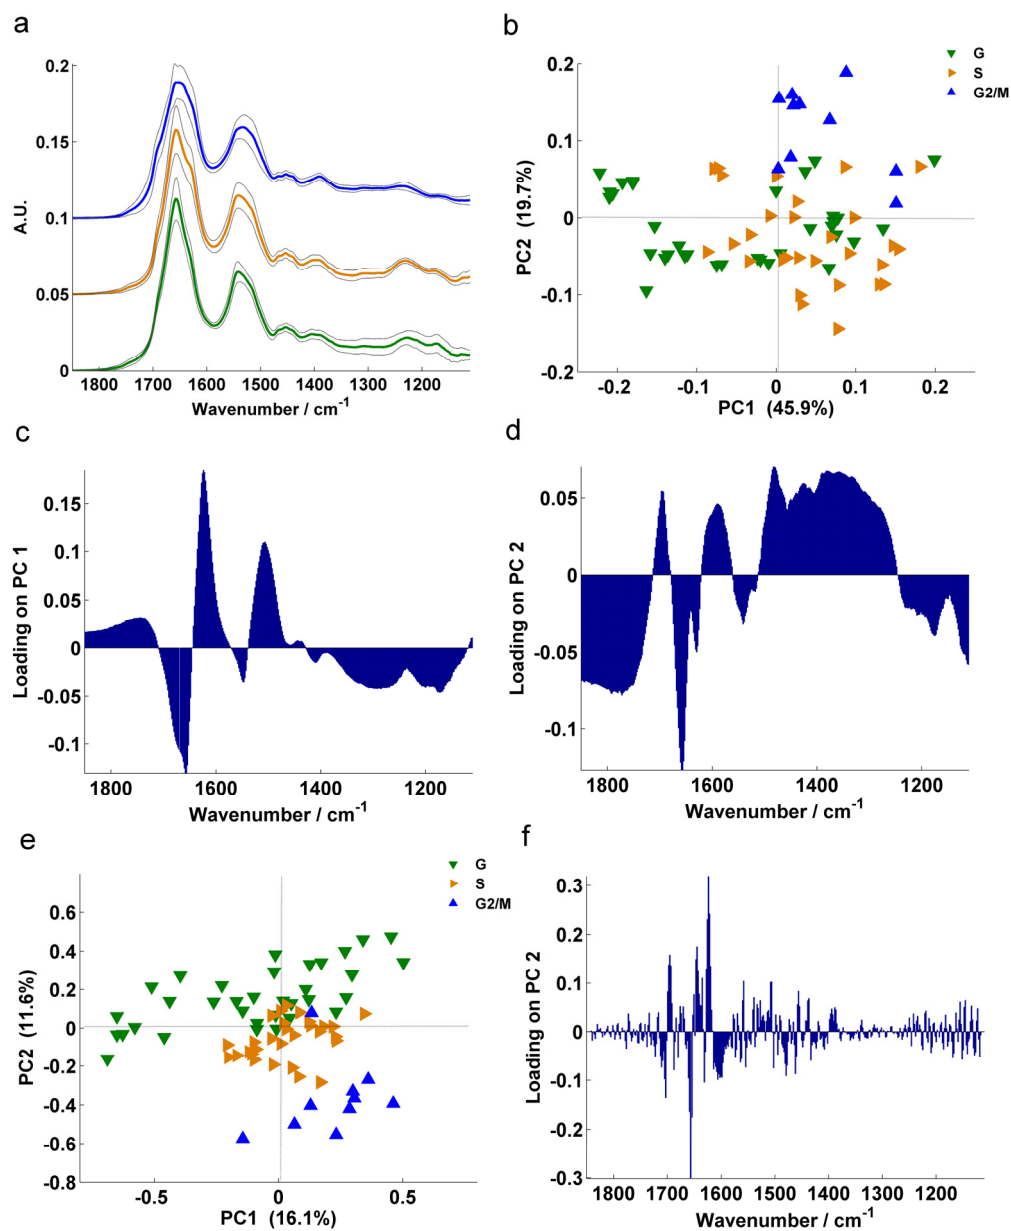 a
0.2
0.15
0.1
0.05
0
A.U.
1800 1700 1600 1500 1400 1300 1200
Wavenumber / cm-1
b
G
S
G2/M
0.2
0.1
0
-0.1
-0.2
PC2 (19.7%)
-0.2 -0.1 0 0.1 0.2
PC1 (45.9%)
c
0.15
0.1
0.05
0
-0.05
-0.1
Loading on PC 1
1800 1600 1400 1200
Wavenumber / cm-1
d
0.05
0
-0.05
-0.1
Loading on PC 2
1800 1600 1400 1200
Wavenumber / cm-1
e
G
S
G2/M
0.6
0.4
0.2
0
-0.2
-0.4
-0.6
-0.8
PC2 (11.6%)
-0.5 0 0.5
PC1 (16.1%)
f
0.3
0.2
0.1
0
-0.1
-0.2
-0.3
Loading on PC 2
1800 1700 1600 1500 1400 1300 1200
Wavenumber / cm-1